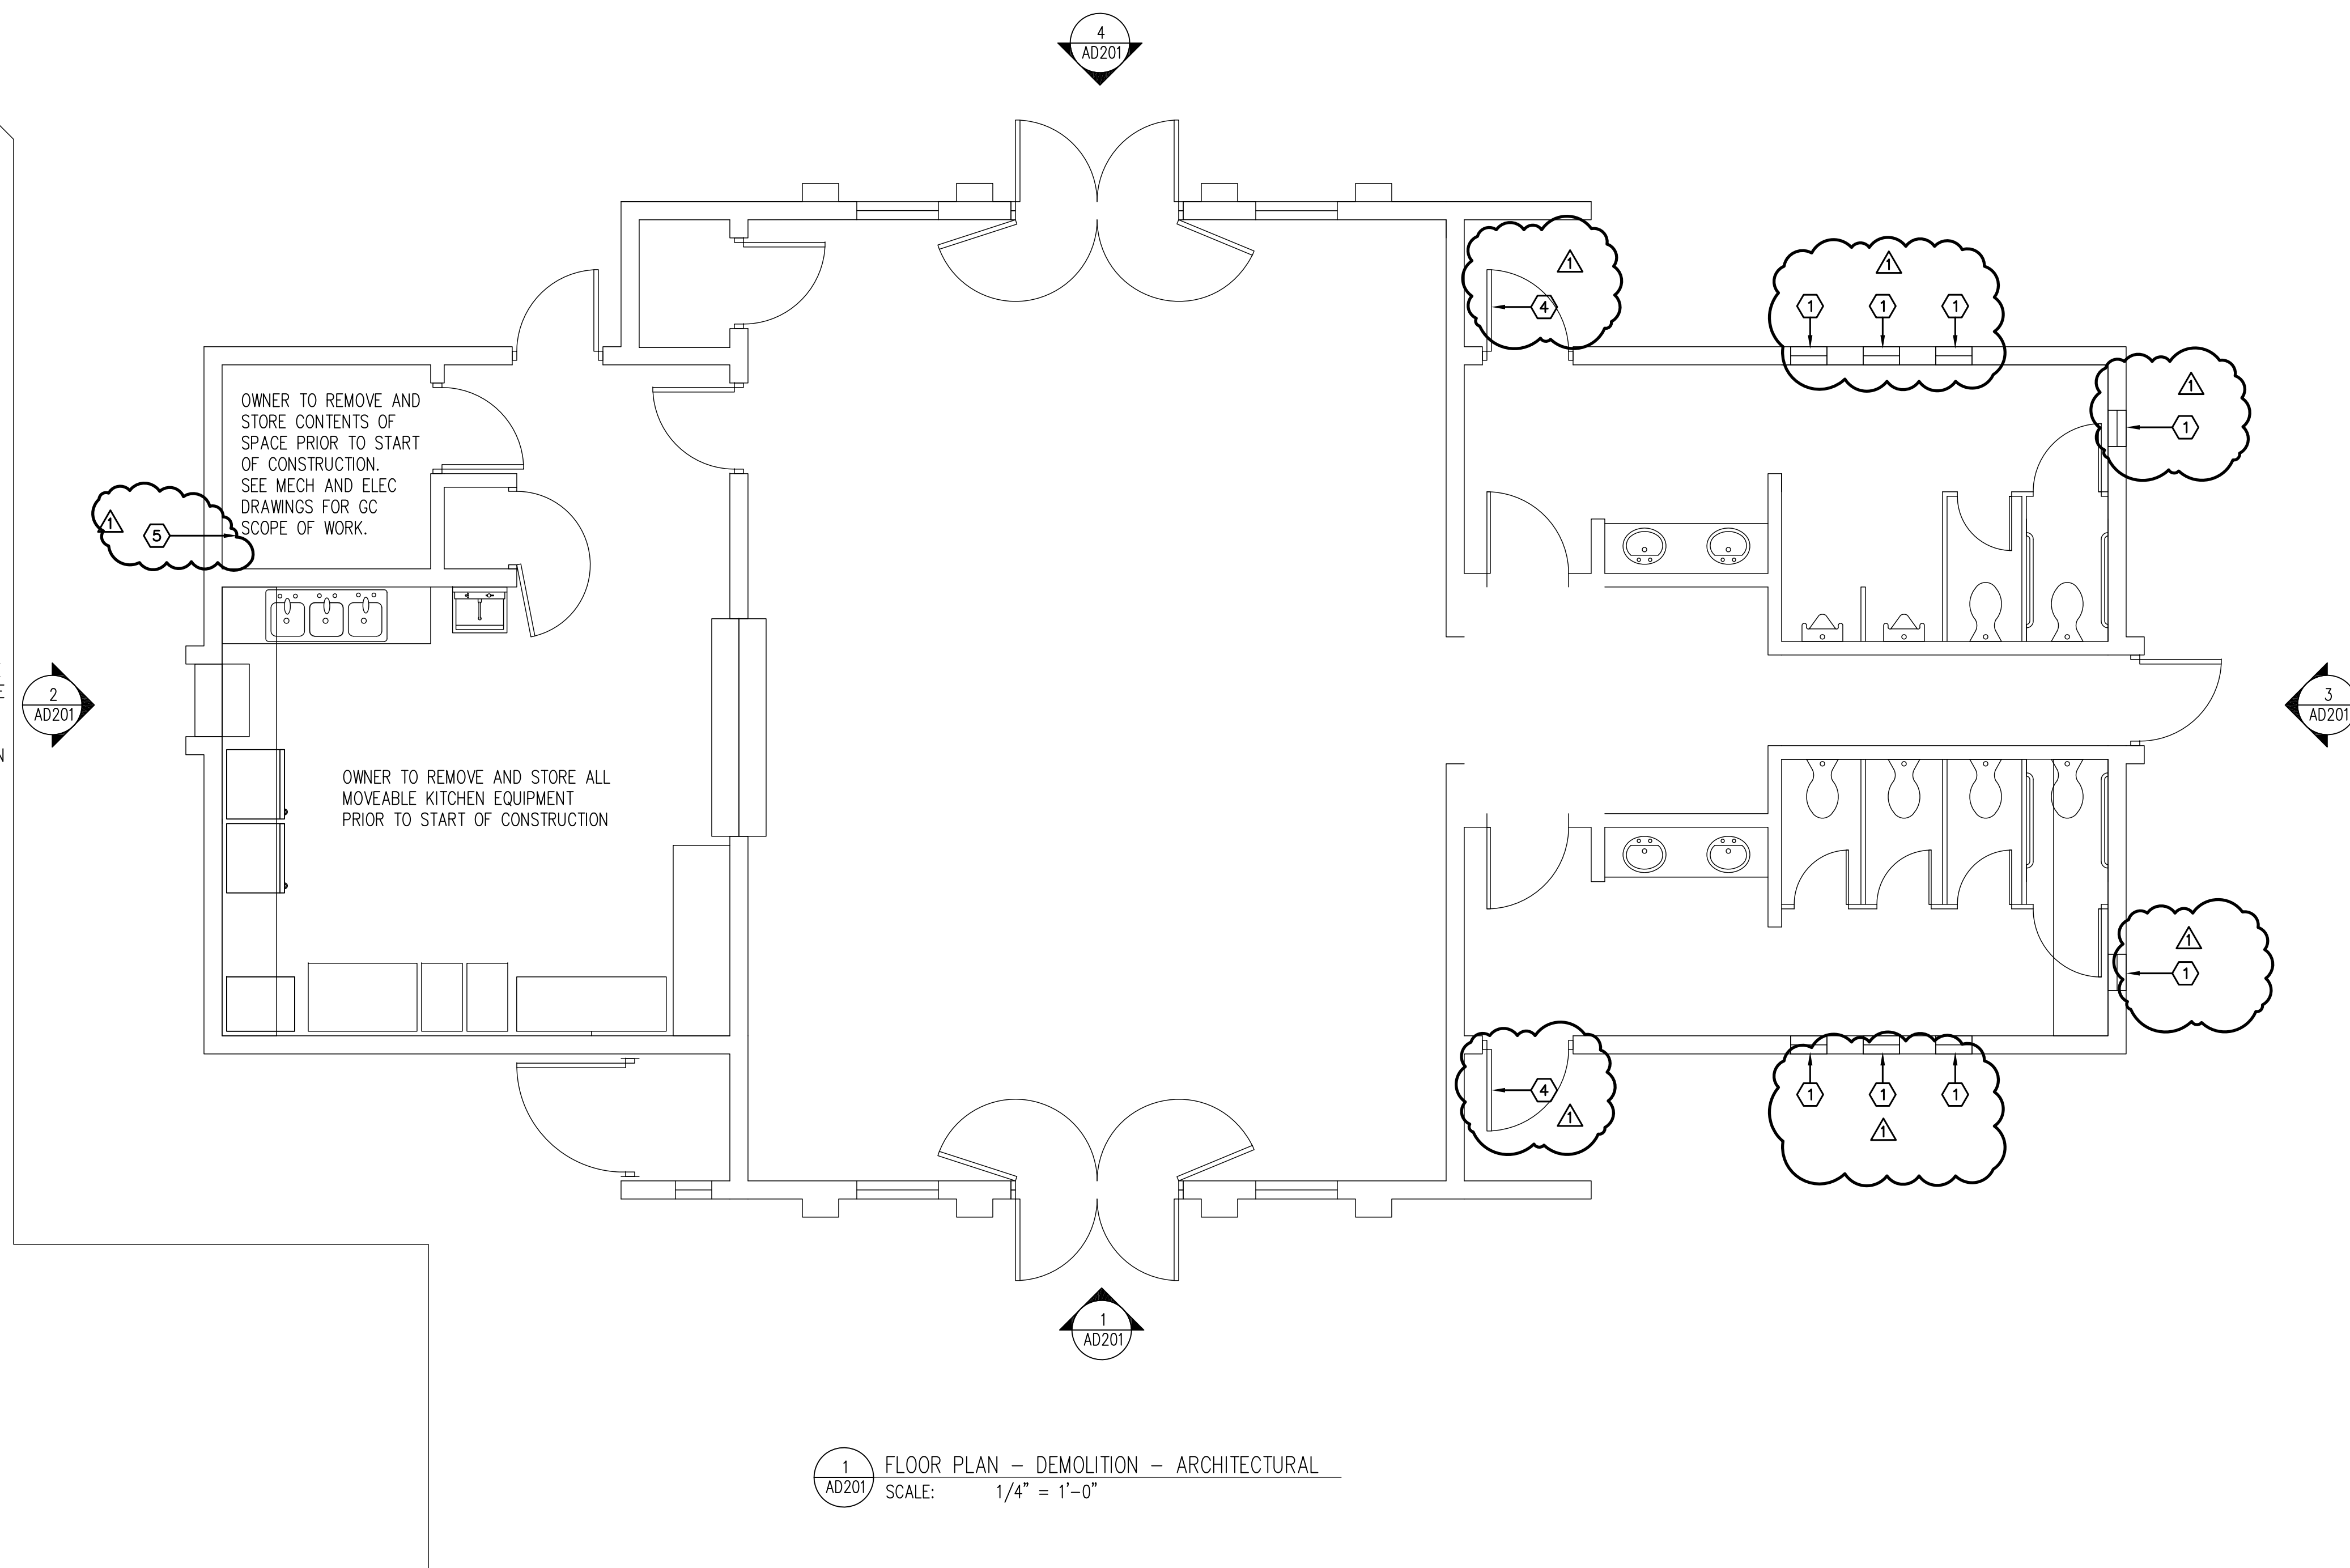 4
AD201
1
1
4
1
1
1
1
1
OWNER TO REMOVE AND
STORE CONTENTS OF
SPACE PRIOR TO START
OF CONSTRUCTION.
SEE MECH AND ELEC
DRAWINGS FOR GC
SCOPE OF WORK.
1
5
E
N
2
AD201
3
AD201
OWNER TO REMOVE AND STORE ALL
MOVEABLE KITCHEN EQUIPMENT
PRIOR TO START OF CONSTRUCTION
1
1
4
1
1
1
1
1
1
AD201
1
AD201
FLOOR PLAN – DEMOLITION – ARCHITECTURAL
SCALE: 1/4" = 1'–0"